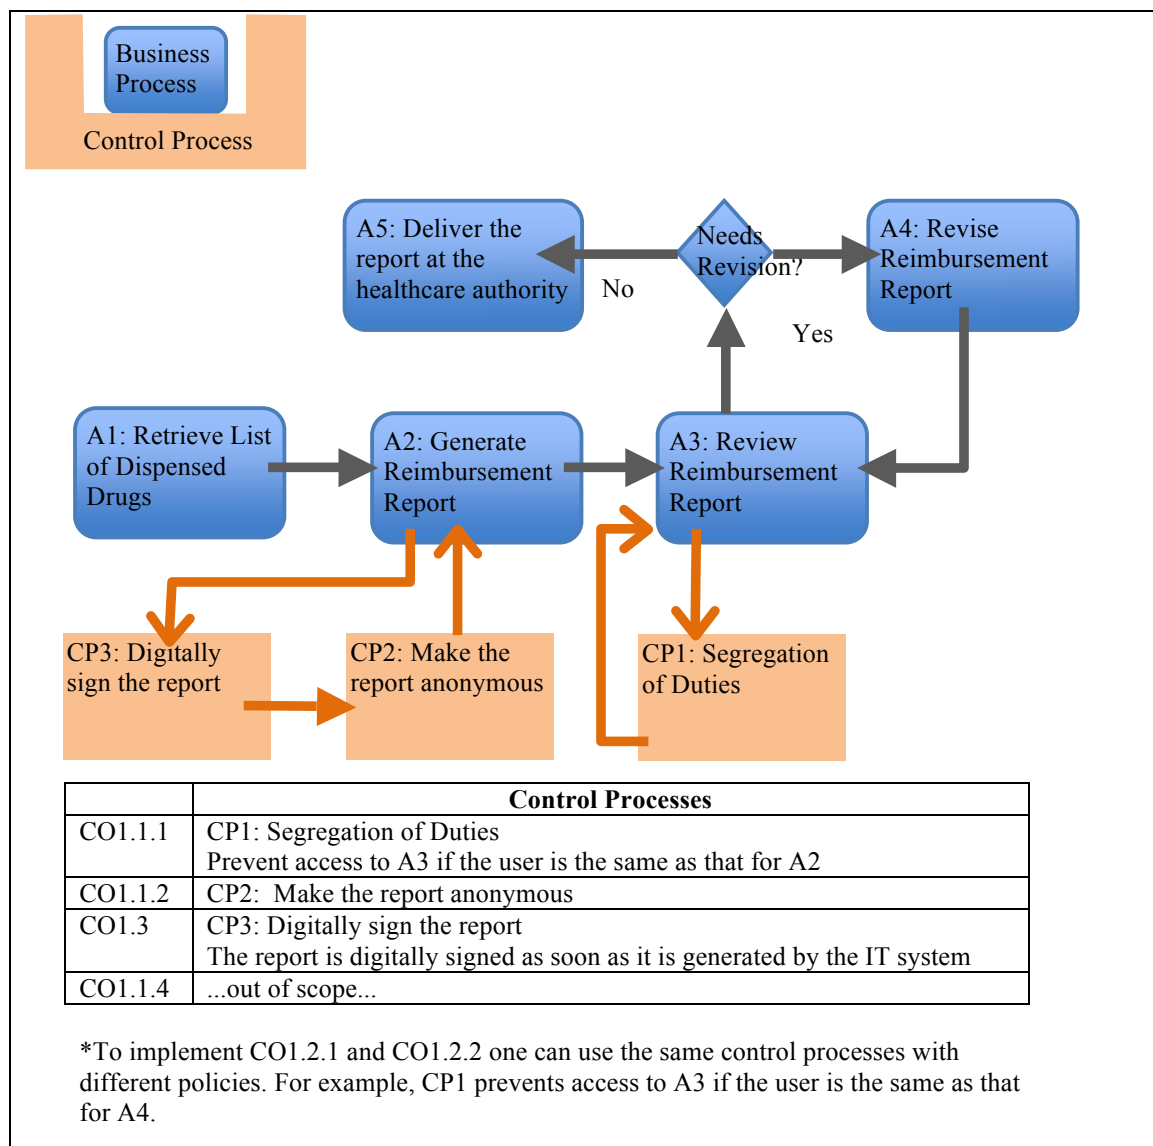 Business
Process
Control Process
A5: Deliver the
report at the
healthcare authority
No
Needs
Revision?
Yes
A4: Revise
Reimbursement
Report
A1: Retrieve List
of Dispensed
Drugs
A2: Generate
Reimbursement
Report
A3: Review
Reimbursement
Report
CP3: Digitally
sign the report
CP2: Make the
report anonymous
CP1: Segregation
of Duties
Control Processes
CO1.1.1 CP1: Segregation of Duties
Prevent access to A3 if the user is the same as that for A2
CO1.1.2 CP2: Make the report anonymous
CO1.3 CP3: Digitally sign the report
The report is digitally signed as soon as it is generated by the IT system
CO1.1.4 ...out of scope...
*To implement CO1.2.1 and CO1.2.2 one can use the same control processes with
different policies. For example, CP1 prevents access to A3 if the user is the same as that
for A4.